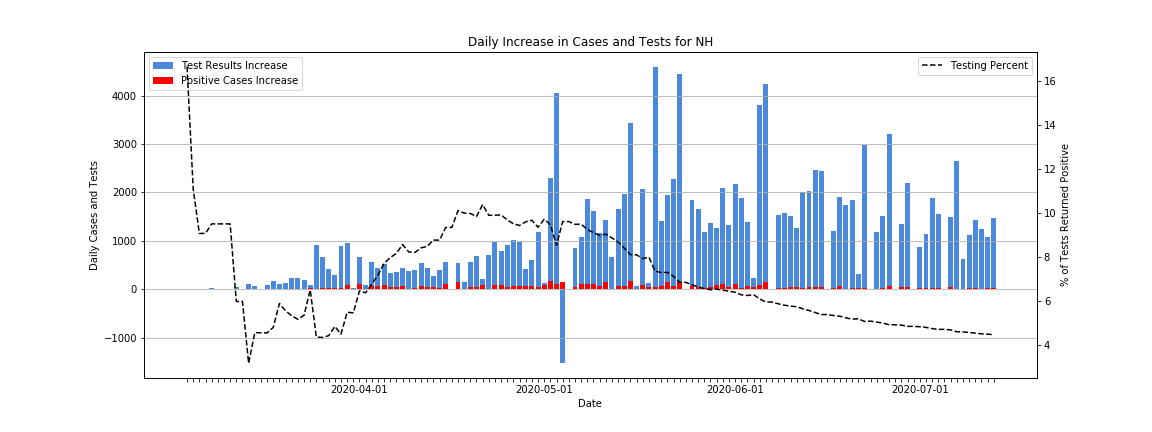 Daily Increase in Cases and Tests for NH
Test Results Increase
Positive Cases Increase
Testing Percent
4000
3000
2000
1000
0
−1000
Daily Cases and Tests
16
14
12
10
8
6
4
% of Tests Returned Positive
2020-04-01
2020-05-01
2020-06-01
2020-07-01
Date